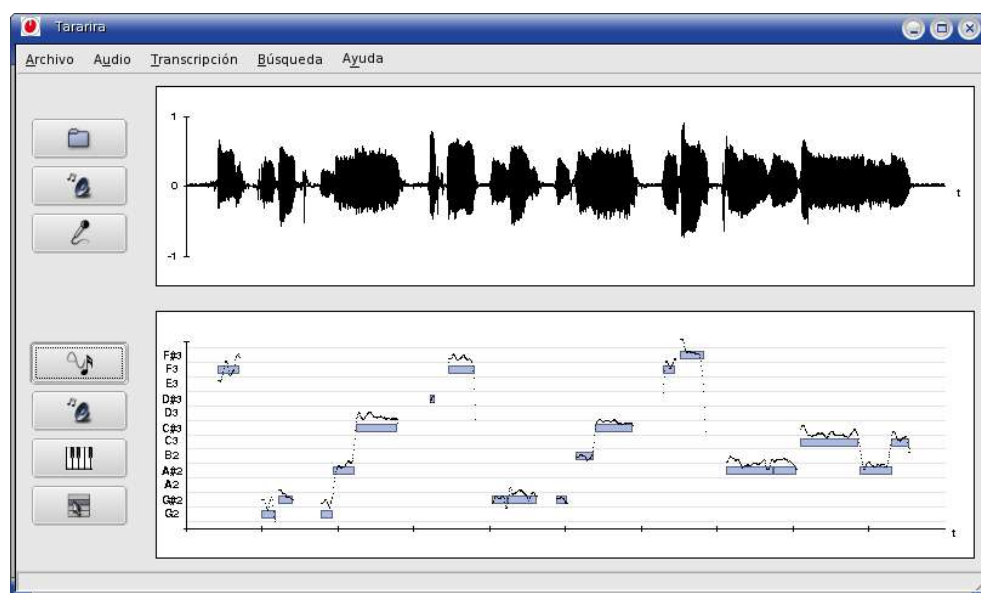 Tararira
Archivo Audio Transcripción Búsqueda Ayuda
1
0
t
-1
F#3
F3
E3
D#3
D3
C#3
C3
B2
A#2
A2
G#2
G2
t